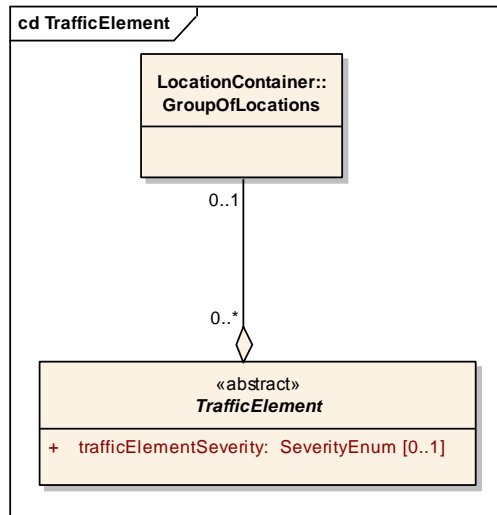 cd TrafficElement
LocationContainer::
GroupOfLocations
0..1
0..*
«abstract»
TrafficElement
+ trafficElementSeverity: SeverityEnum [0..1]